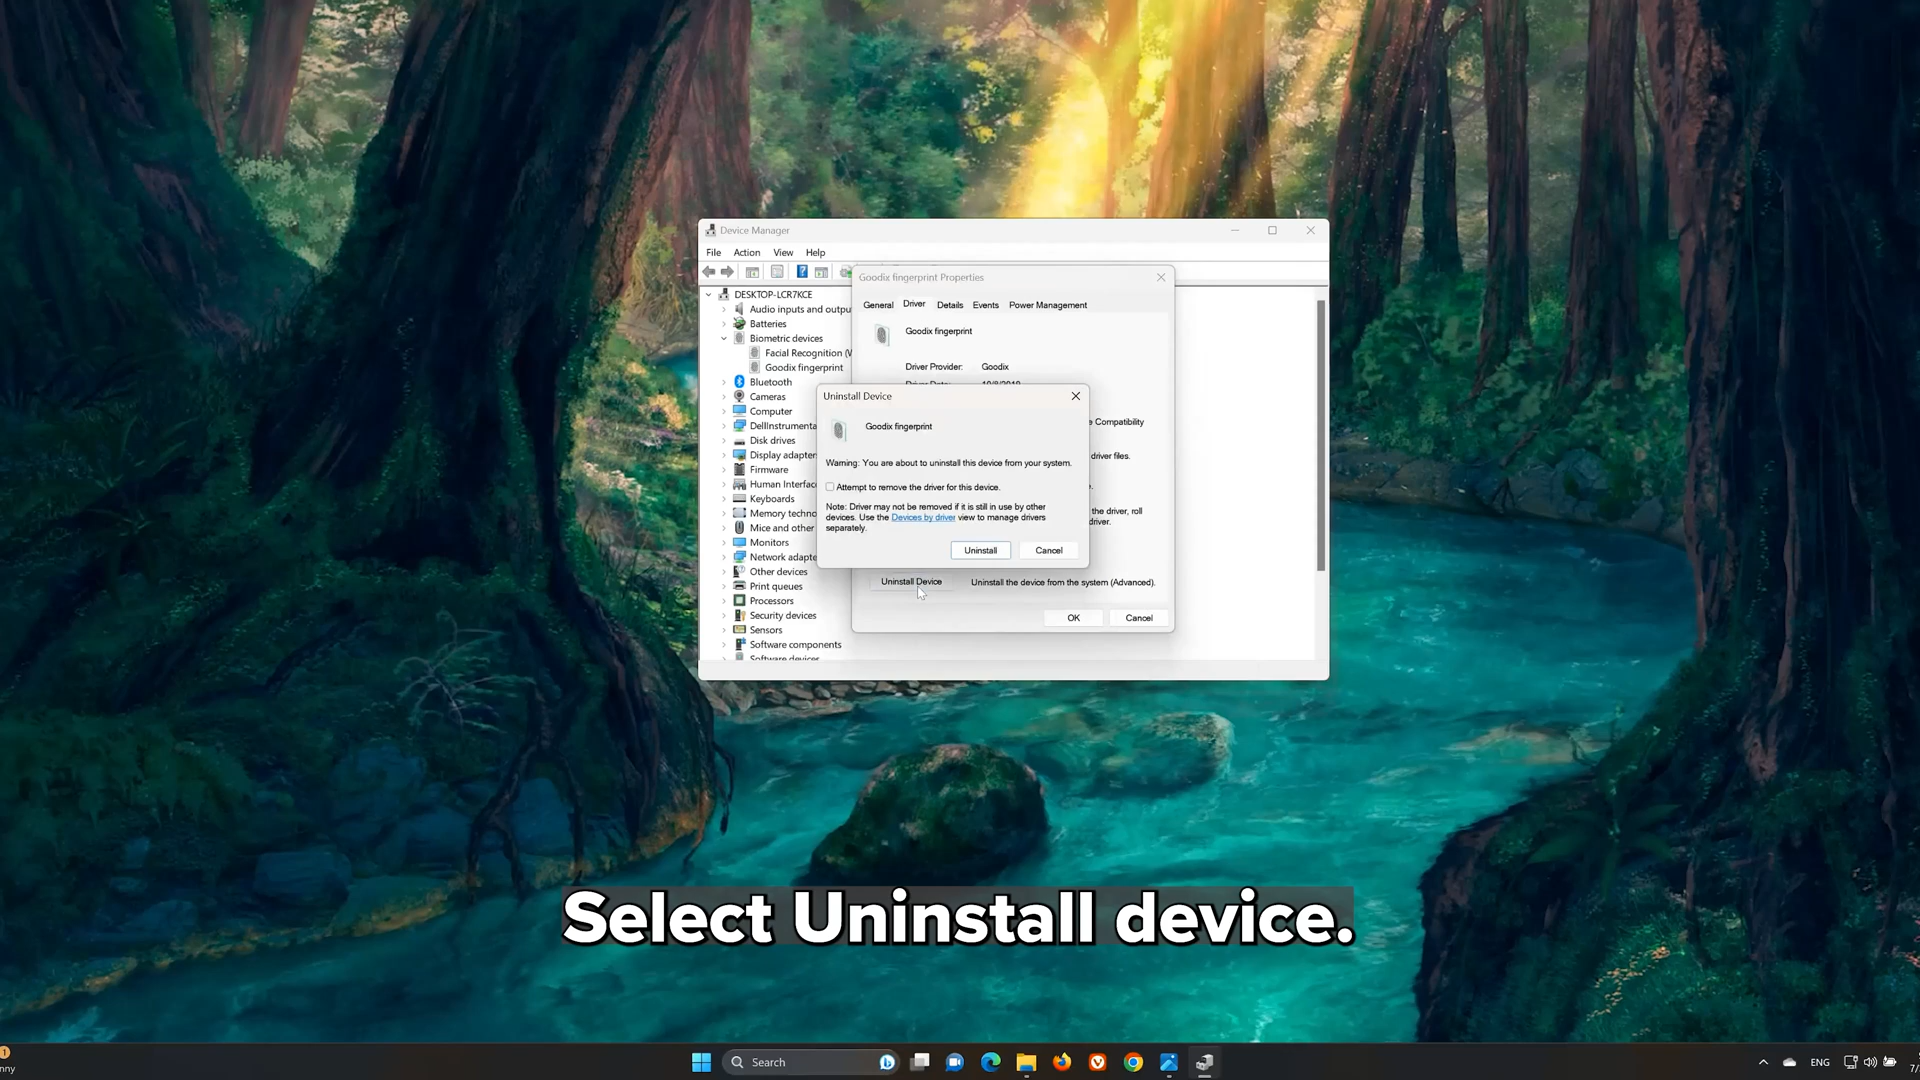 Device Manager
File Action View Help
Goodix fingerprint Properties
General Driver Details Events Power Management
DESKTOP-LCR7KCE
Audio inputs and outpu
Batteries
Biometric devices
Facial Recognition (W
Goodix fingerprint
Bluetooth
Cameras
Computer
DellInstrumenta
Disk drives
Display adapter
Firmware
Human Interfac
Keyboards
Memory techno
Mice and other
Monitors
Network adapte
Other devices
Print queues
Processors
Security devices
Sensors
Software components
Software devices
Goodix fingerprint
Driver Provider: Goodix
e Compatibility
driver files.
e.
the driver, roll
driver.
Uninstall Device
Goodix fingerprint
Warning: You are about to uninstall this device from your system.
Attempt to remove the driver for this device.
Note: Driver may not be removed if it is still in use by other
devices. Use the Devices by driver view to manage drivers
separately.
Uninstall Cancel
Uninstall Device Uninstall the device from the system (Advanced).
OK Cancel
Select Uninstall device.
1
nny
Search
ENG
7/